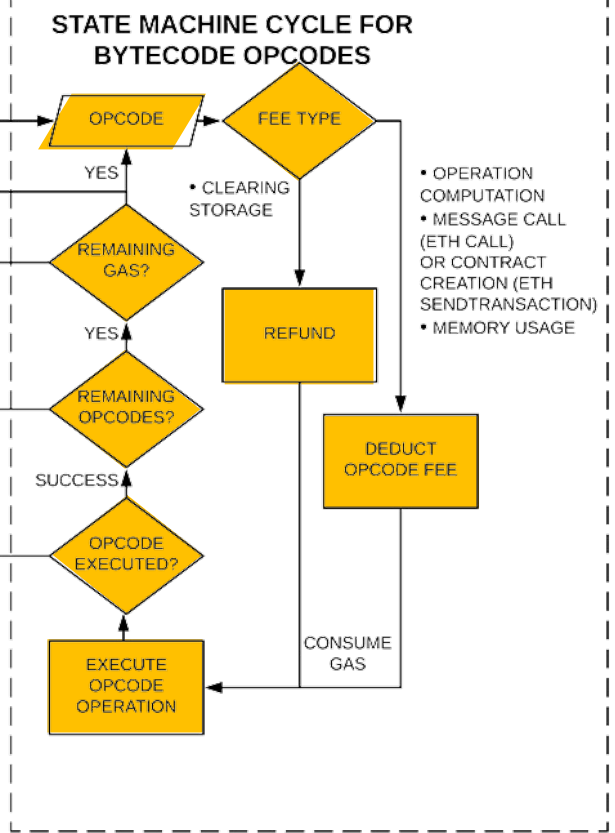 STATE MACHINE CYCLE FOR
BYTECODE OPCODES
OPCODE
FEE TYPE
YES
• CLEARING
STORAGE
• OPERATION
COMPUTATION
• MESSAGE CALL
(ETH CALL)
OR CONTRACT
CREATION (ETH
SENDTRANSACTION)
• MEMORY USAGE
REMAINING
GAS?
YES
REFUND
REMAINING
OPCODES?
DEDUCT
OPCODE FEE
SUCCESS
OPCODE
EXECUTED?
CONSUME
GAS
EXECUTE
OPCODE
OPERATION